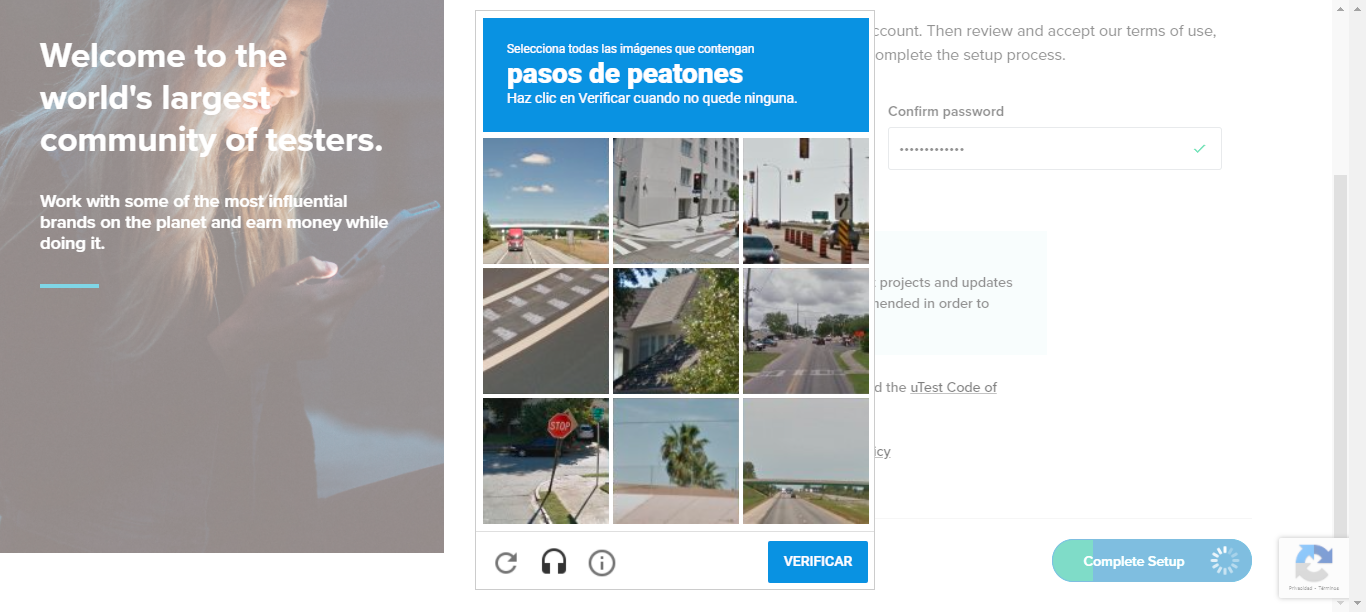 Welcome to the
world's largest
community of testers.
Work with some of the most influential
brands on the planet and earn money while
doing it.
Selecciona todas las imágenes que contengan
pasos de peatones
Haz clic en Verificar cuando no quede ninguna.
STOP
VERIFICAR
ccount. Then review and accept our terms of use,
omplete the setup process.
Confirm password
•••••••••••••
projects and updates
nended in order to
d the uTest Code of
icy
Complete Setup
Privacidad - Términos